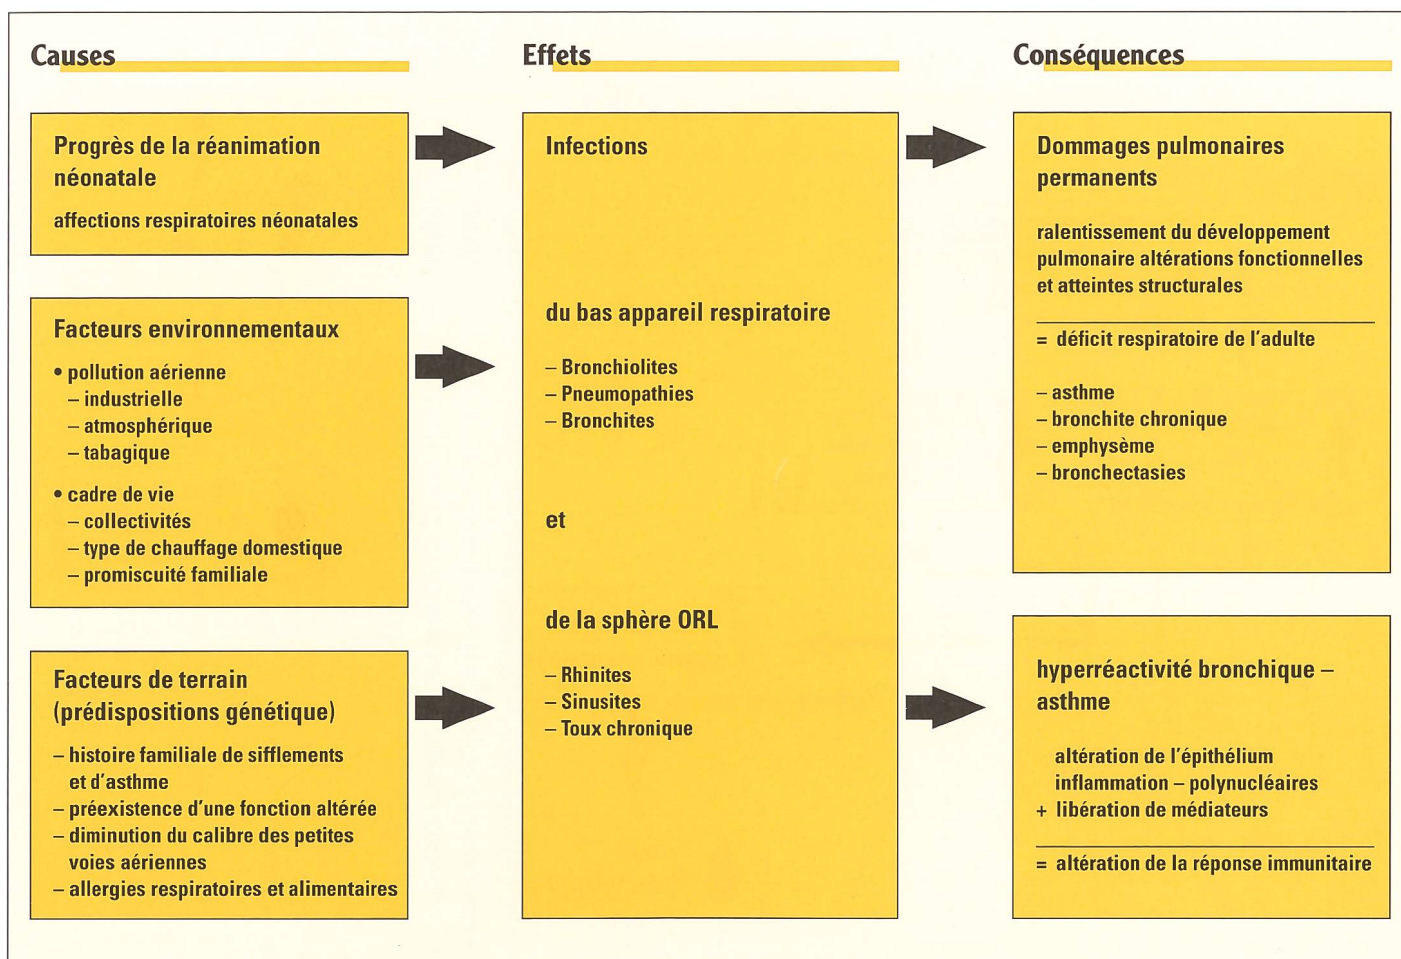 Causes
Progrès de la réanimation
néonatale
affections respiratoires néonatales
Facteurs environnementaux
• pollution aérienne
– industrielle
– atmosphérique
– tabagique
• cadre de vie
– collectivités
– type de chauffage domestique
– promiscuité familiale
Facteurs de terrain
(prédispositions génétique)
– histoire familiale de sifflements
et d'asthme
– préexistence d'une fonction altérée
– diminution du calibre des petites
voies aériennes
– allergies respiratoires et alimentaires
Effets
Infections
du bas appareil respiratoire
– Bronchiolites
– Pneumopathies
– Bronchites
et
de la sphère ORL
– Rhinites
– Sinusites
– Toux chronique
Conséquences
Dommages pulmonaires
permanents
ralentissement du développement
pulmonaire altérations fonctionnelles
et atteintes structurales
= déficit respiratoire de l'adulte
– asthme
– bronchite chronique
– emphysème
– bronchectasies
hyperréactivité bronchique –
asthme
altération de l'épithélium
inflammation – polynucléaires
+ libération de médiateurs
= altération de la réponse immunitaire